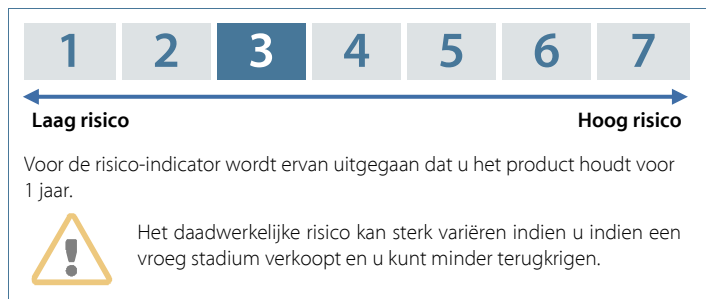 1 2 3 4 5 6 7
Laag risico Hoog risico
Voor de risico-indicator wordt ervan uitgegaan dat u het product houdt voor
1 jaar.
Het daadwerkelijke risico kan sterk variëren indien u indien een
vroeg stadium verkoopt en u kunt minder terugkrigen.